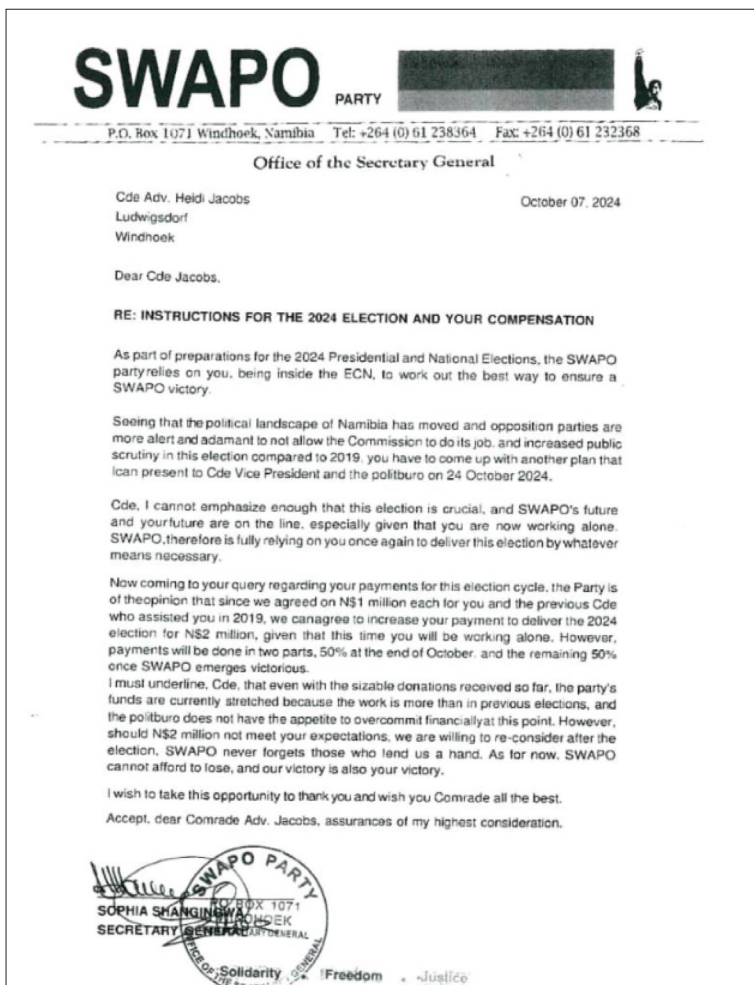 SWAPO PARTY
P.O. Box 1071 Windhoek, Namibia Tel: +264 (0) 61 238364 Fax: +264 (0) 61 232368
Office of the Secretary General
Cde Adv. Heidi Jacobs October 07, 2024
Ludwigsdorf
Windhoek
Dear Cde Jacobs,
RE: INSTRUCTIONS FOR THE 2024 ELECTION AND YOUR COMPENSATION
As part of preparations for the 2024 Presidential and National Elections, the SWAPO
party relies on you, being inside the ECN, to work out the best way to ensure a
SWAPO victory.
Seeing that the political landscape of Namibia has moved and opposition parties are
more alert and adamant to not allow the Commission to do its job, and increased public
scrutiny in this election compared to 2019, you have to come up with another plan that
Ican present to Cde Vice President and the politburo on 24 October 2024.
Cde, I cannot emphasize enough that this election is crucial, and SWAPO's future
and yourfuture are on the line, especially given that you are now working alone.
SWAPO,therefore is fully relying on you once again to deliver this election by whatever
means necessary.
Now coming to your query regarding your payments for this election cycle, the Party is
of theopinion that since we agreed on N$1 million each for you and the previous Cde
who assisted you in 2019, we canagree to increase your payment to deliver the 2024
election for N$2 million, given that this time you will be working alone. However,
payments will be done in two parts, 50% at the end of October, and the remaining 50%
once SWAPO emerges victorious.
I must underline, Cde, that even with the sizable donations received so far, the party's
funds are currently stretched because the work is more than in previous elections, and
the politburo does not have the appetite to overcommit financiallyat this point. However,
should N$2 million not meet your expectations, we are willing to re-consider after the
election, SWAPO never forgets those who lend us a hand. As for now, SWAPO
cannot afford to lose, and our victory is also your victory.
I wish to take this opportunity to thank you and wish you Comrade all the best.
Accept, dear Comrade Adv. Jacobs, assurances of my highest consideration.
SWAPO PARTY
BOX 1071
SOPHIA SHANINGWA
SECRETARY GENERAL
Solidarity Freedom Justice